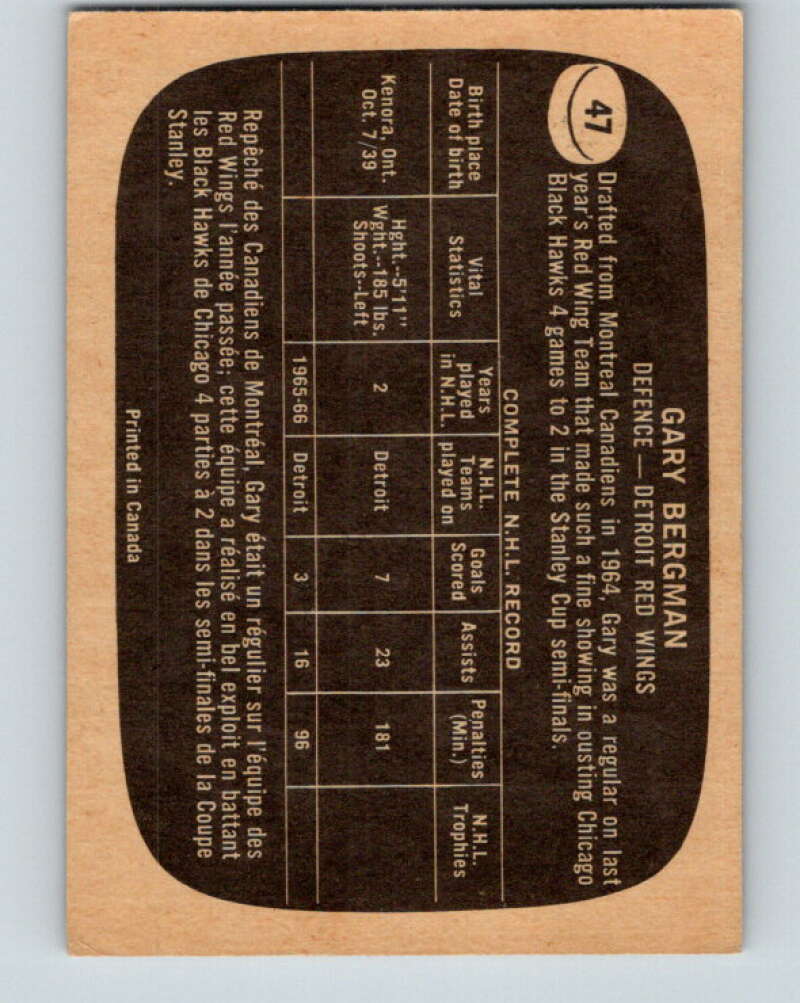 47
GARY BERGMAN
DEFENCE — DETROIT RED WINGS
Drafted from Montreal Canadiens in 1964, Gary was a regular on last
year's Red Wing Team that made such a fine showing in ousting Chicago
Black Hawks 4 games to 2 in the Stanley Cup semi-finals.
COMPLETE N.H.L. RECORD
Birth place
Date of birth
Vital
Statistics
Years
played
in N.H.L.
N.H.L.
Teams
played on
Goals
Scored
Assists
Penalties
(Min.)
N.H.L.
Trophies
Kenora, Ont.
Oct. 7/39
Hght.--5'11"
Wght.--185 lbs.
Shoots--Left
2
Detroit
7
23
181
1965-66
Detroit
3
16
96
Repêché des Canadiens de Montréal, Gary était un régulier sur l'équipe des
Red Wings l'année passée; cette équipe a réalisé en bel exploit en battant
les Black Hawks de Chicago 4 parties à 2 dans les semi-finales de la Coupe
Stanley.
Printed in Canada